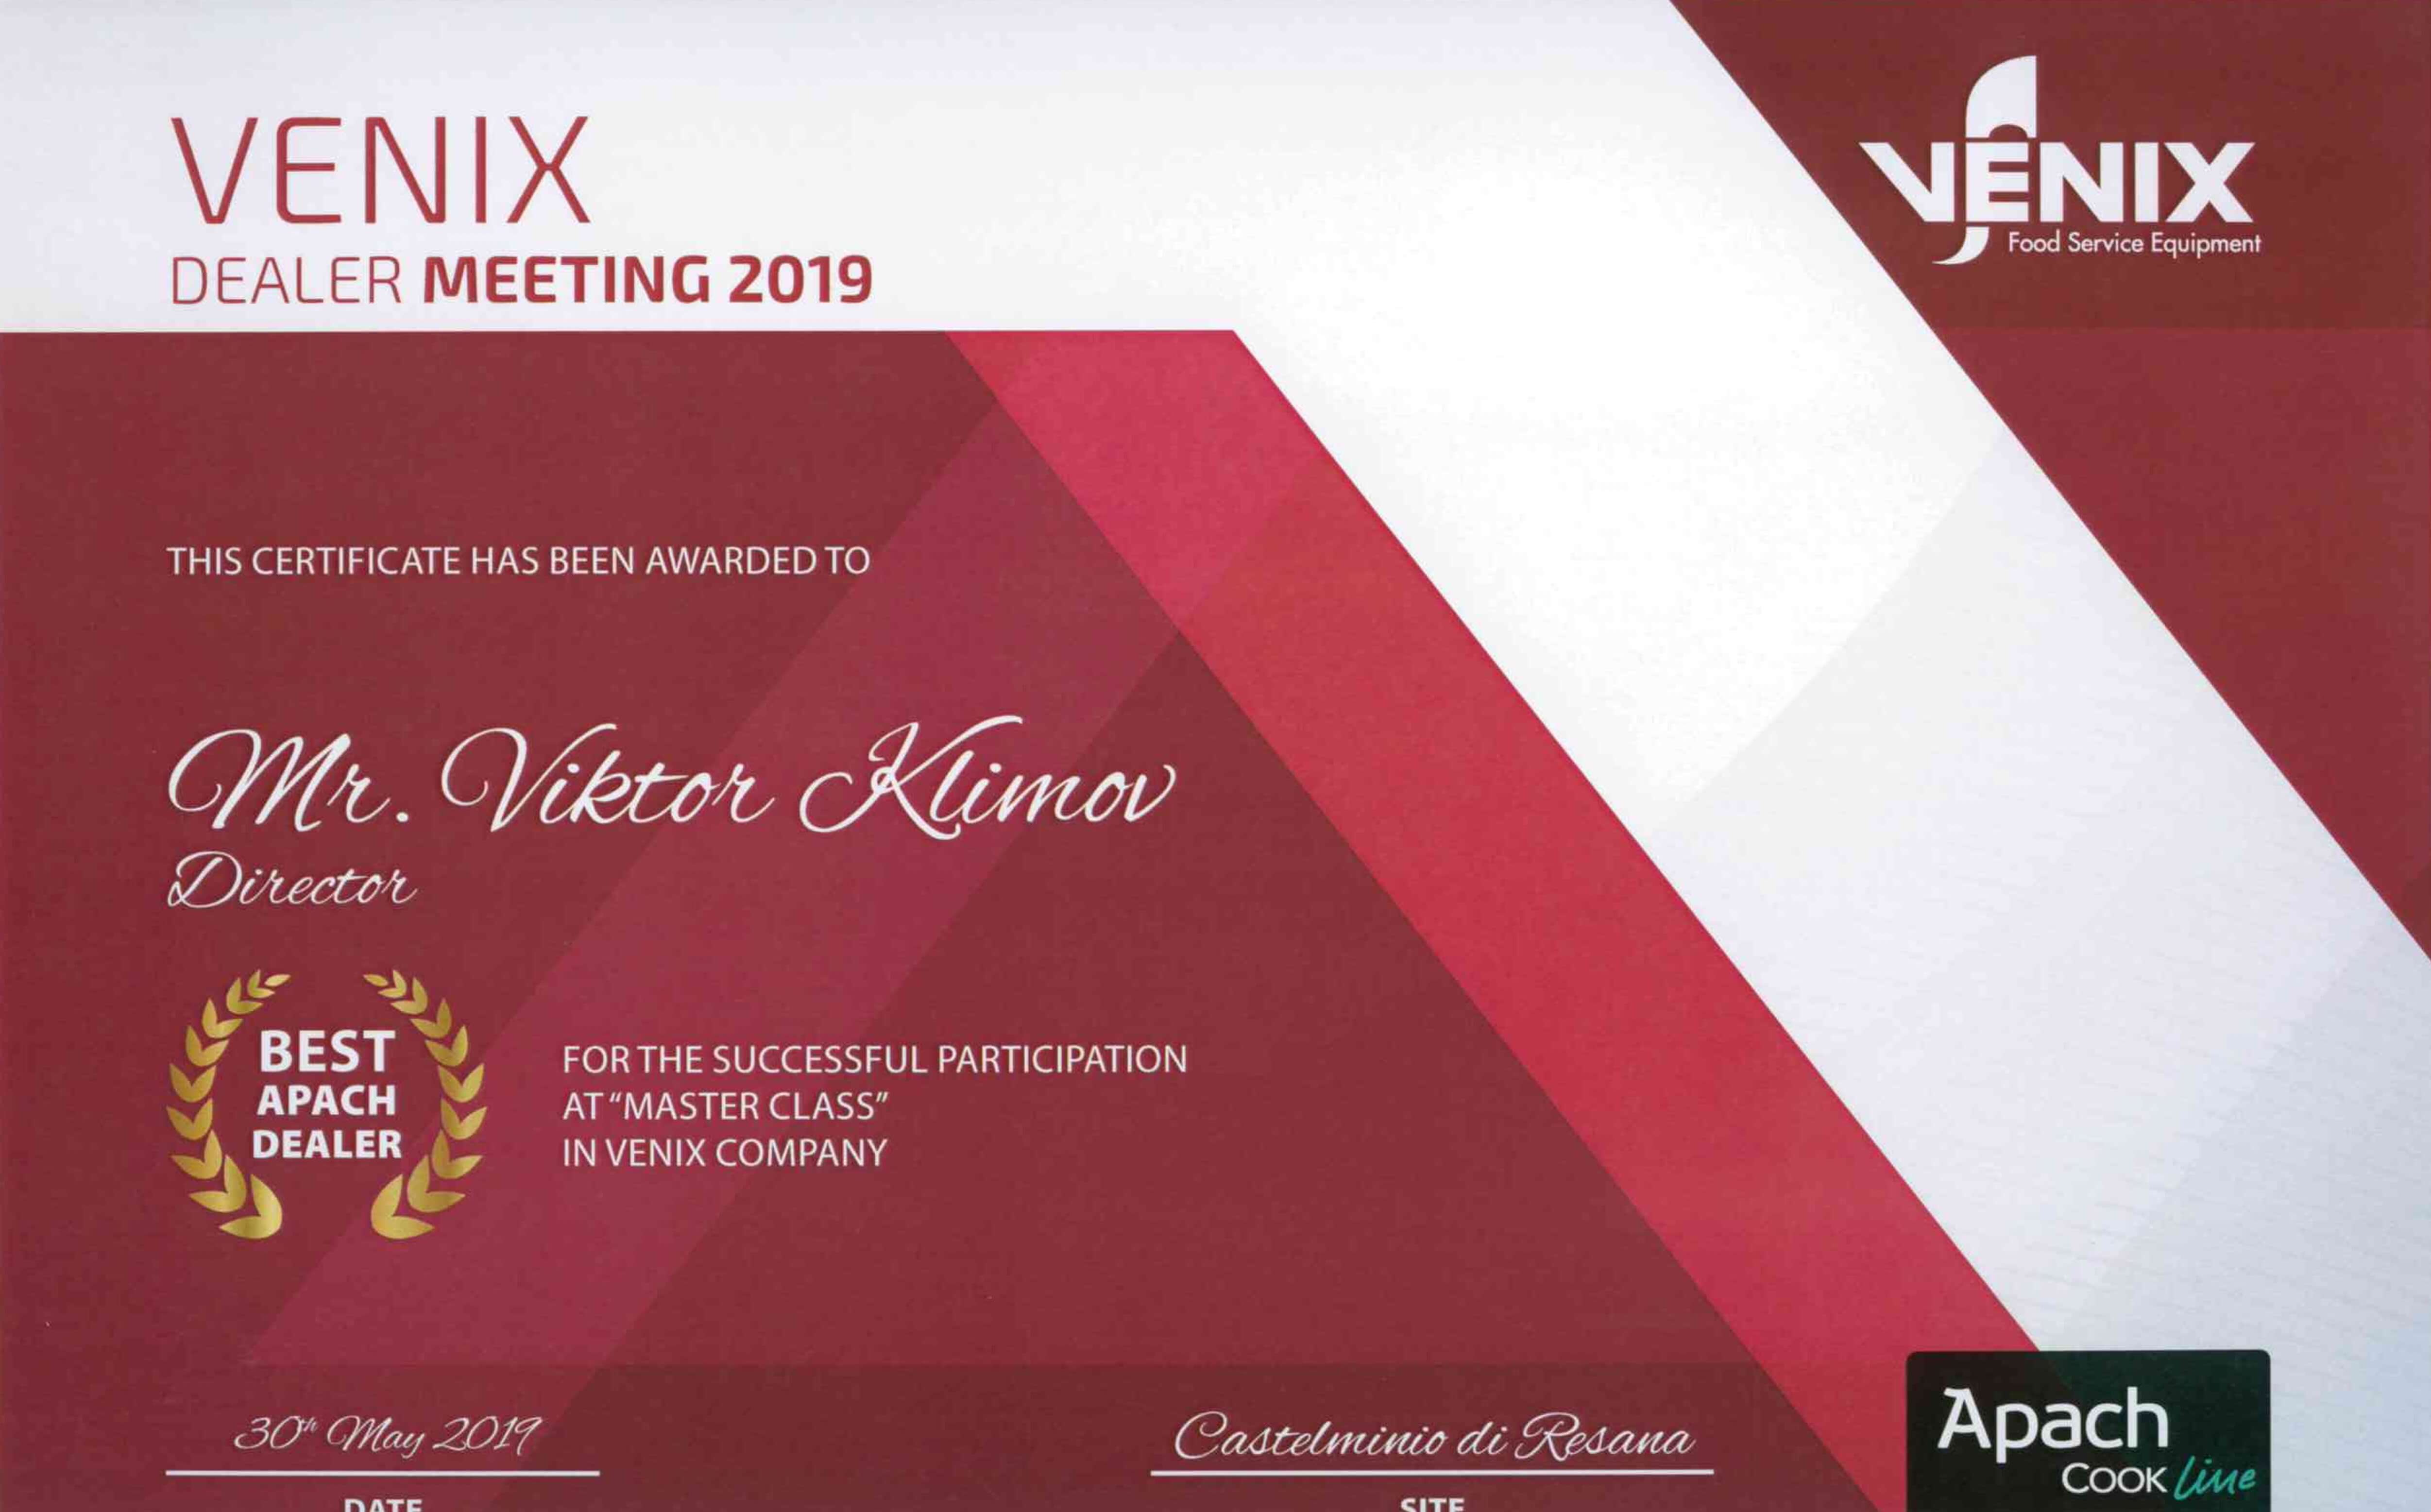 VENIX
DEALER MEETING 2019
VENIX
Food Service Equipment
THIS CERTIFICATE HAS BEEN AWARDED TO
Mr. Viktor Klimov
Director
BEST
APACH
DEALER
FOR THE SUCCESSFUL PARTICIPATION
AT "MASTER CLASS"
IN VENIX COMPANY
30th May 2019
DATE
Castelminio di Resana
SITE
Apach
COOK Line